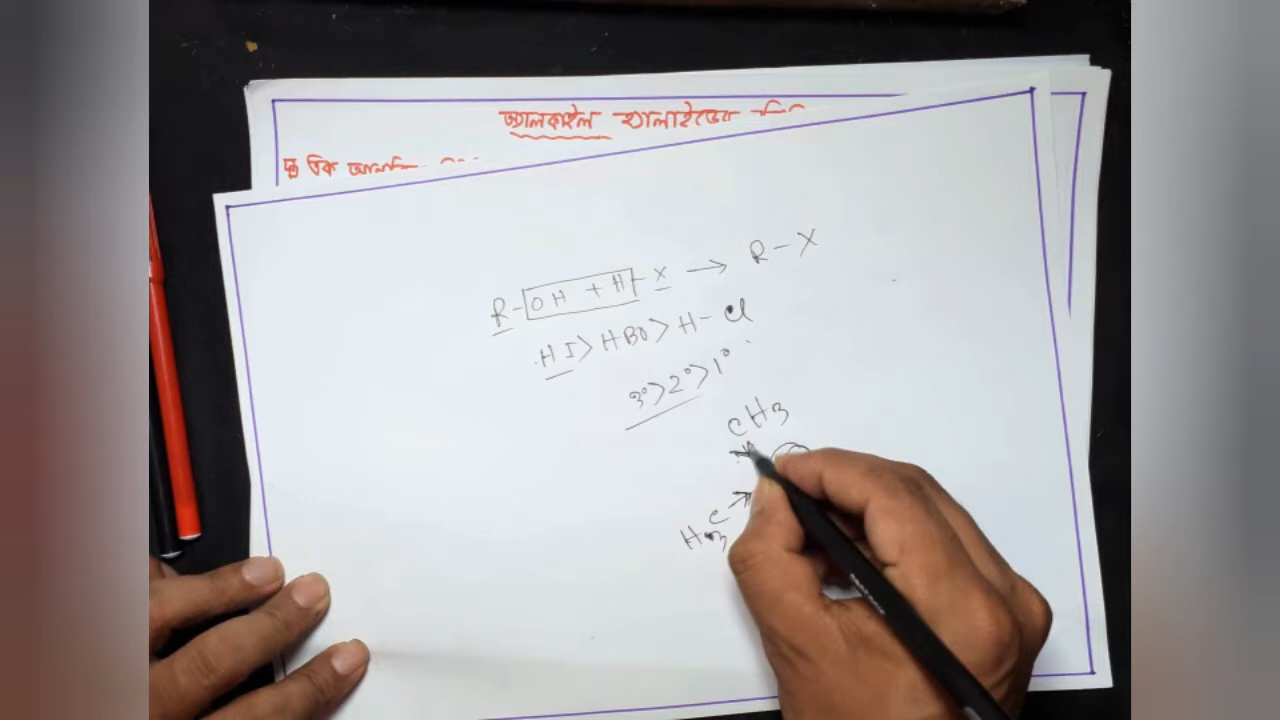 অ্যালকাইল হ্যালাইডের
R-OH + H-X → R-X
HI > HBr > H-Cl
3° > 2° > 1°
CH3
H3C